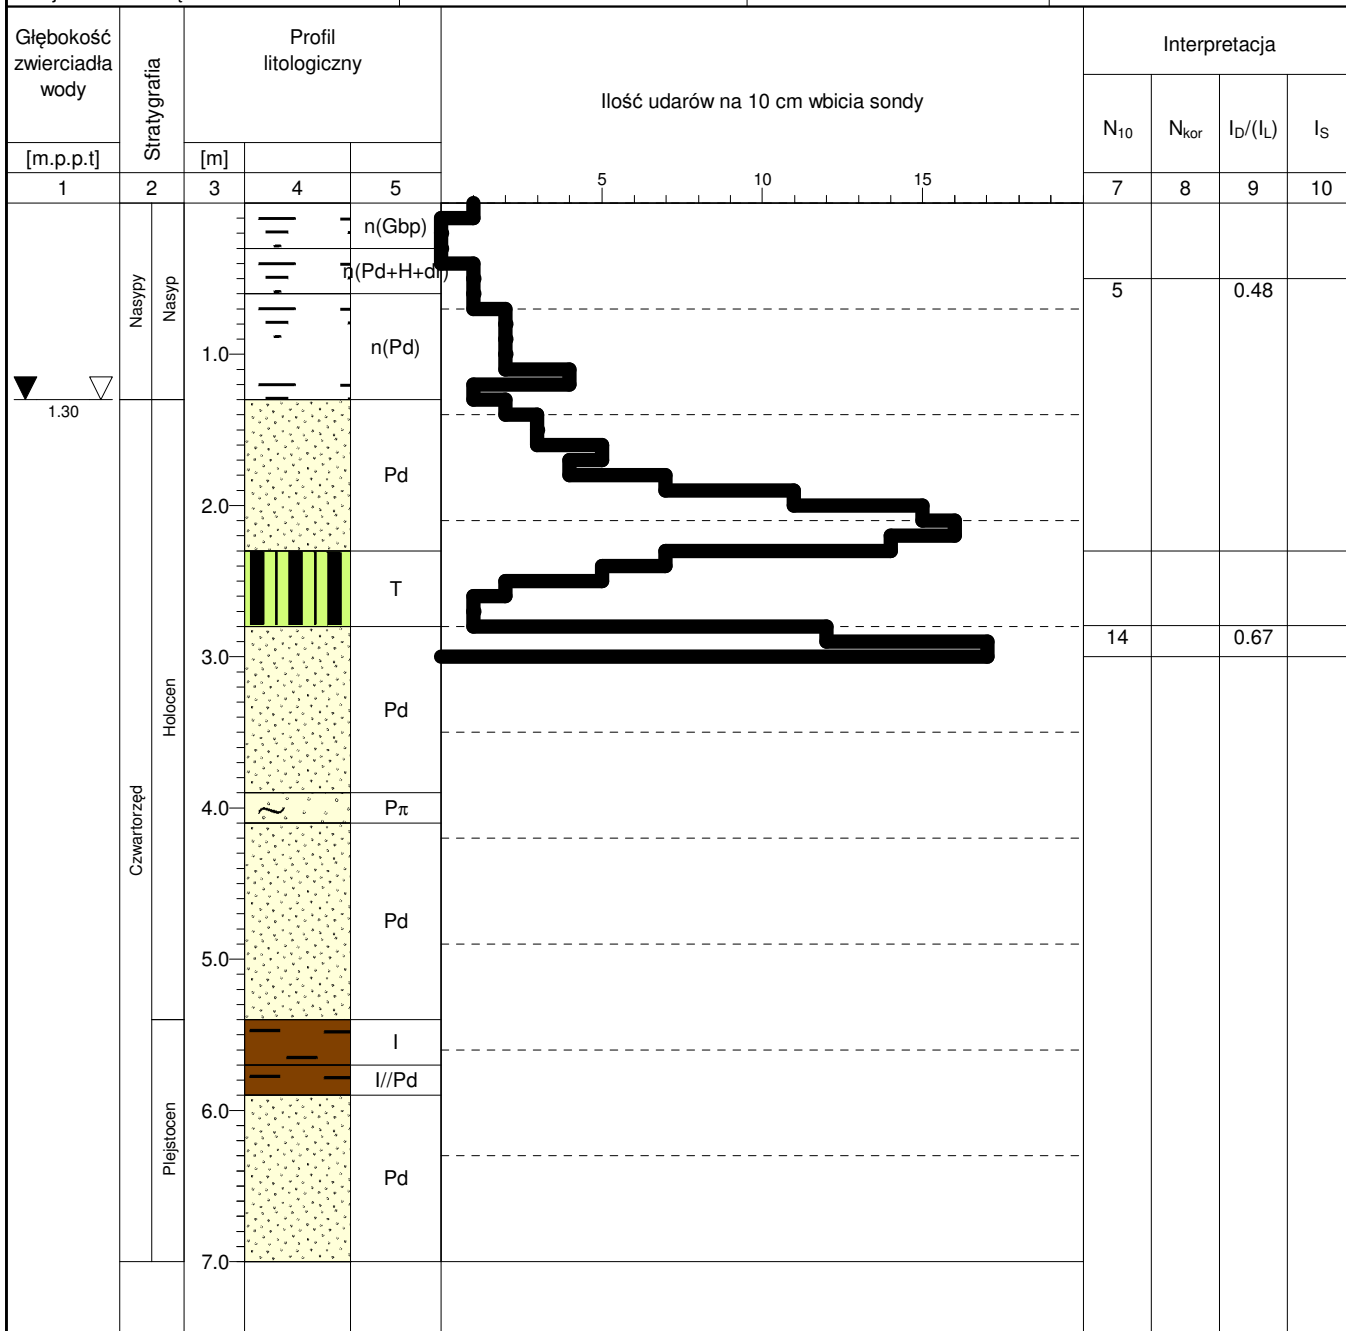 Głębokość
zwierciadła
wody
[m.p.p.t]
Stratygrafia
Profil
litologiczny
[m]
Ilość udarów na 10 cm wbicia sondy
Interpretacja
N10
Nkor
ID/(IL)
IS
1
2
3
4
5
5
10
15
7
8
9
10
n(Gbp)
n(Pd+H+dr)
5
0.48
Nasypy
Nasyp
1.0
n(Pd)
1.30
Pd
2.0
T
14
0.67
3.0
Holocen
Pd
Czwartorzęd
4.0
Pπ
Pd
5.0
I
I//Pd
6.0
Plejstocen
Pd
7.0